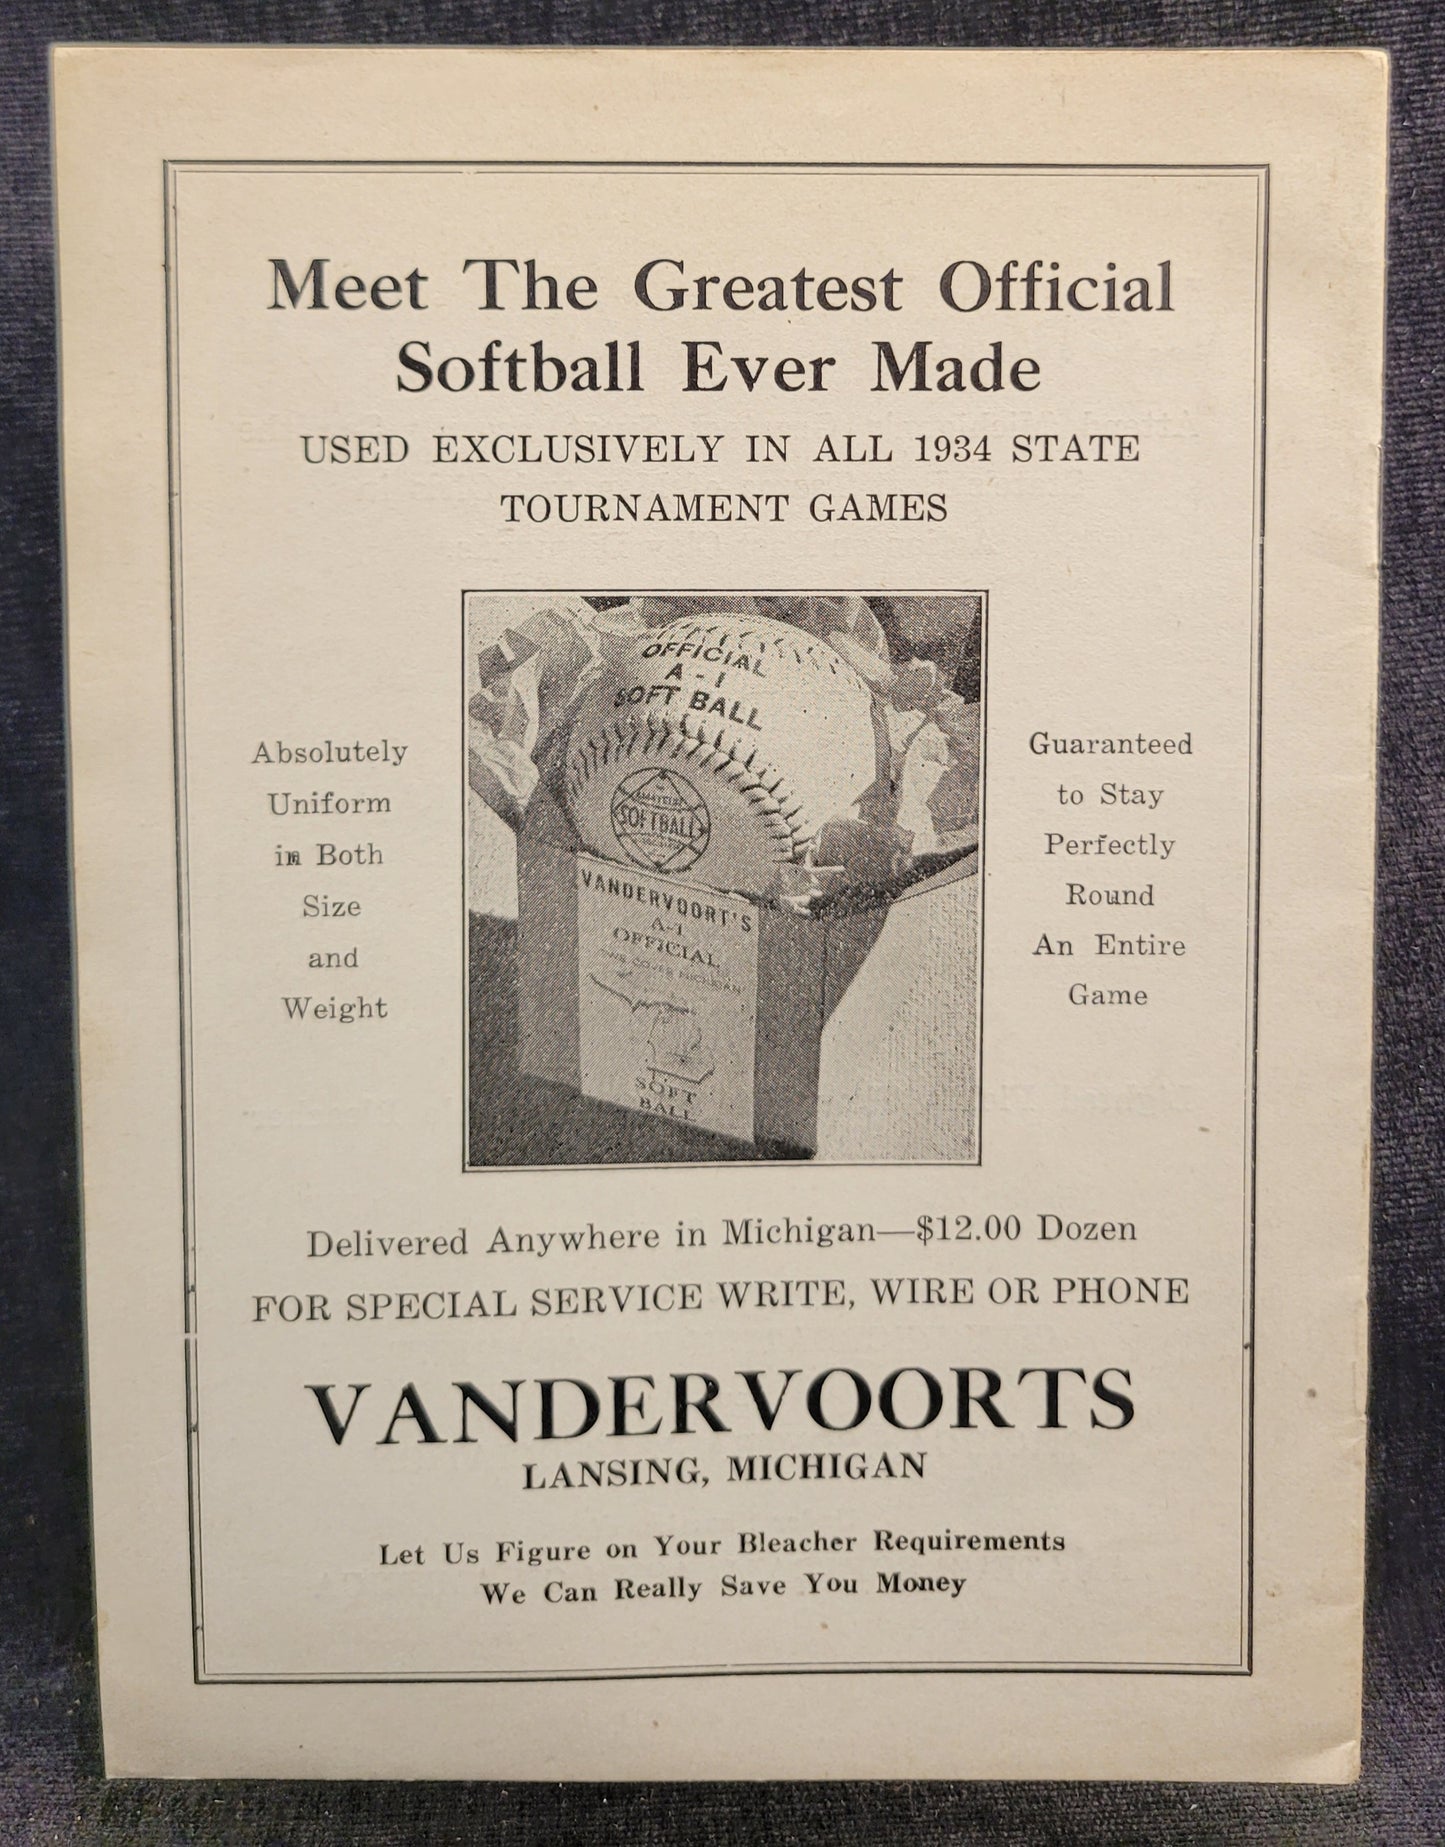 Meet The Greatest Official
Softball Ever Made
USED EXCLUSIVELY IN ALL 1934 STATE
TOURNAMENT GAMES
OFFICIAL
A-1
SOFT BALL
SOFTBALL
VANDERVOORT'S
A-1
OFFICIAL
"WE COVER MICHIGAN"
SOFT
BALL
Absolutely
Uniform
in Both
Size
and
Weight
Guaranteed
to Stay
Perfectly
Round
An Entire
Game
Delivered Anywhere in Michigan—$12.00 Dozen
FOR SPECIAL SERVICE WRITE, WIRE OR PHONE
VANDERVOORTS
LANSING, MICHIGAN
Let Us Figure on Your Bleacher Requirements
We Can Really Save You Money